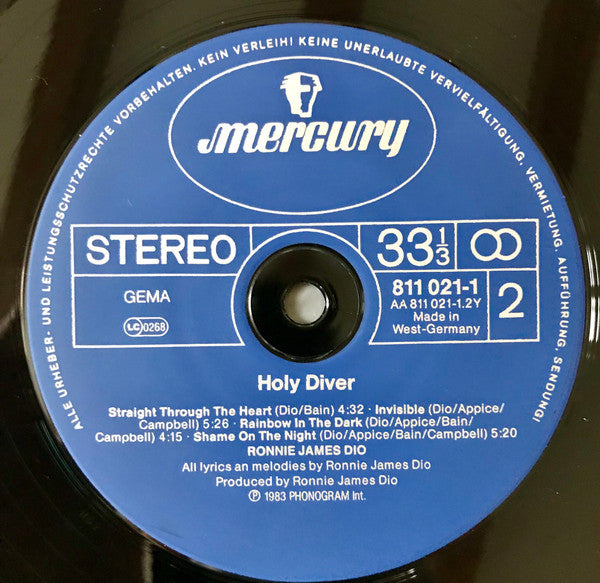 ALLE URHEBER- UND LEISTUNGSSCHUTZRECHTE VORBEHALTEN. KEIN VERLEIH! KEINE UNERLAUBTE VERVIELFÄLTIGUNG, VERMIETUNG, AUFFÜHRUNG, SENDUNG!
mercury
STEREO
33 1/3
GEMA
LC 0268
811 021-1
AA 811 021-1.2Y
Made in
West-Germany
2
Holy Diver
Straight Through The Heart (Dio/Bain) 4:32 · Invisible (Dio/Appice/
Campbell) 5:26 · Rainbow In The Dark (Dio/Appice/Bain/
Campbell) 4:15 · Shame On The Night (Dio/Appice/Bain/Campbell) 5:20
RONNIE JAMES DIO
All lyrics an melodies by Ronnie James Dio
Produced by Ronnie James Dio
℗ 1983 PHONOGRAM Int.